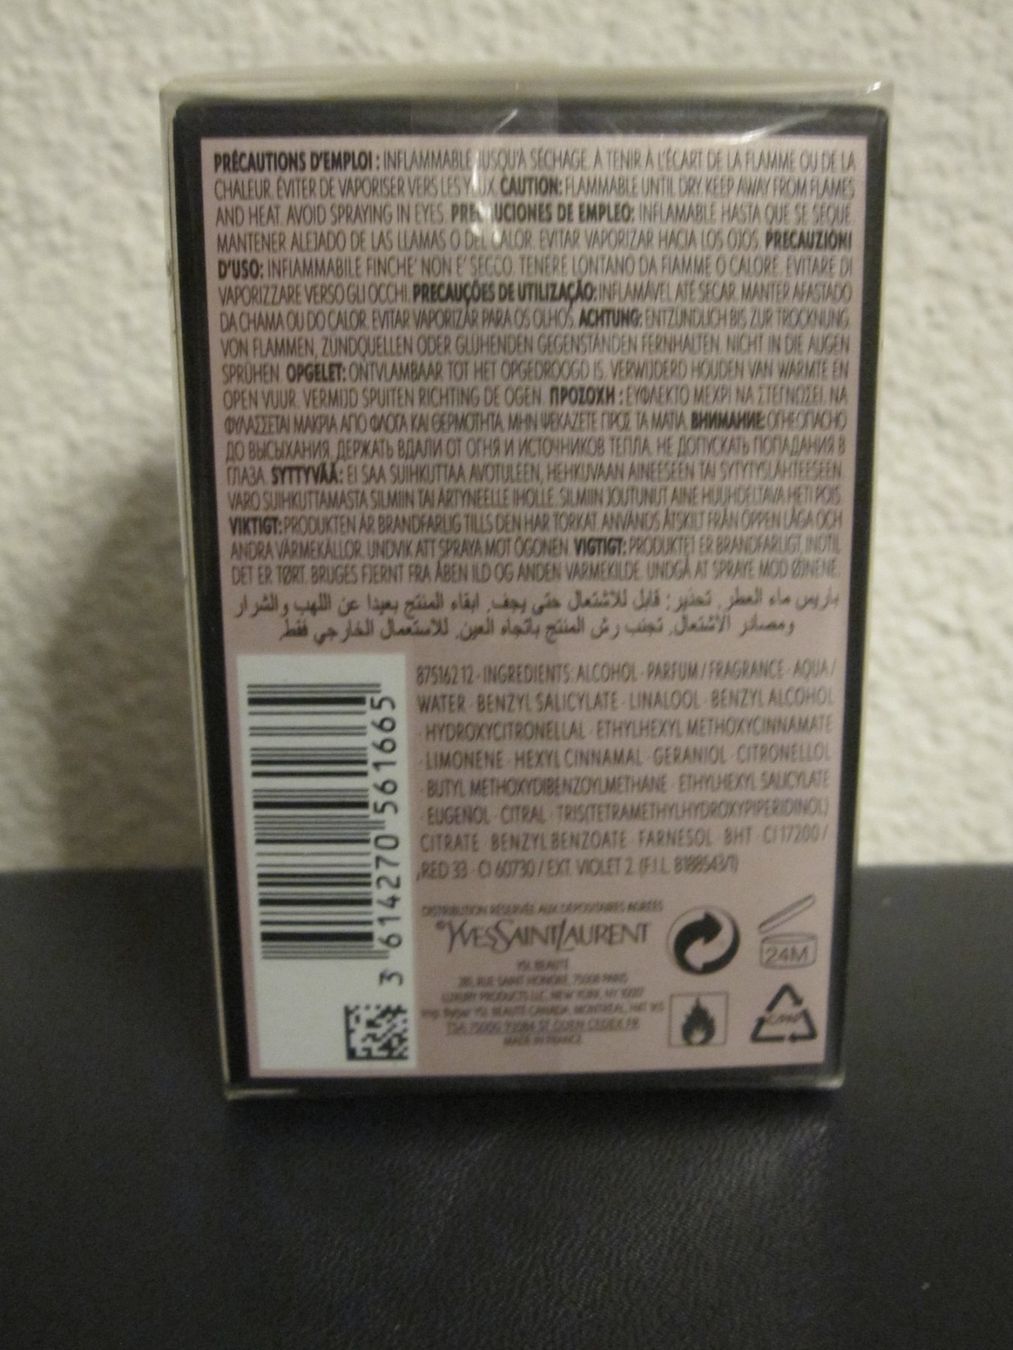 PRÉCAUTIONS D'EMPLOI : INFLAMMABLE JUSQU'À SÉCHAGE. À TENIR À L'ÉCART DE LA FLAMME OU DE LA
CHALEUR. ÉVITER DE VAPORISER VERS LES YEUX. CAUTION: FLAMMABLE UNTIL DRY. KEEP AWAY FROM FLAMES
AND HEAT. AVOID SPRAYING IN EYES. PRECAUCIONES DE EMPLEO: INFLAMABLE HASTA QUE SE SEQUE.
MANTENER ALEJADO DE LAS LLAMAS O DEL CALOR. EVITAR VAPORIZAR HACIA LOS OJOS. PRECAUZIONI
D'USO: INFIAMMABILE FINCHE' NON E' SECCO. TENERE LONTANO DA FIAMME O CALORE. EVITARE DI
VAPORIZZARE VERSO GLI OCCHI. PRECAUÇÕES DE UTILIZAÇÃO: INFLAMÁVEL ATÉ SECAR. MANTER AFASTADO
DA CHAMA OU DO CALOR. EVITAR VAPORIZAR PARA OS OLHOS. ACHTUNG: ENTZÜNDLICH BIS ZUR TROCKNUNG.
VON FLAMMEN, ZÜNDQUELLEN ODER GLÜHENDEN GEGENSTÄNDEN FERNHALTEN. NICHT IN DIE AUGEN
SPRÜHEN. OPGELET: ONTVLAMBAAR TOT HET OPGEDROOGD IS. VERWIJDERD HOUDEN VAN WARMTE EN
OPEN VUUR. VERMIJD SPUITEN RICHTING DE OGEN. ΠΡΟΣΟΧΗ : ΕΥΦΛΕΚΤΟ ΜΕΧΡΙ ΝΑ ΣΤΕΓΝΩΣΕΙ. ΝΑ
ΦΥΛΑΣΣΕΤΑΙ ΜΑΚΡΙΑ ΑΠΟ ΦΛΟΓΑ ΚΑΙ ΘΕΡΜΟΤΗΤΑ. ΜΗΝ ΨΕΚΑΖΕΤΕ ΠΡΟΣ ΤΑ ΜΑΤΙΑ. ВНИМАНИЕ: ОГНЕОПАСНО
ДО ВЫСЫХАНИЯ. ДЕРЖАТЬ ВДАЛИ ОТ ОГНЯ И ИСТОЧНИКОВ ТЕПЛА. НЕ ДОПУСКАТЬ ПОПАДАНИЯ В
ГЛАЗА. SYTTYVÄÄ: EI SAA SUIHKUTTAA AVOTULEEN, HEHKUVAAN AINEESEEN TAI SYTYTYSLÄHTEESEEN.
VARO SUIHKUTTAMASTA SILMIIN TAI ÄRTYNEELLE IHOLLE. SILMIIN JOUTUNUT AINE HUUHDELTAVA HETI POIS.
VIKTIGT: PRODUKTEN ÄR BRANDFARLIG TILLS DEN HAR TORKAT. ANVÄNDS ÅTSKILT FRÅN ÖPPEN LÅGA OCH
ANDRA VÄRMEKÄLLOR. UNDVIK ATT SPRAYA MOT ÖGONEN. VIGTIGT: PRODUKTET ER BRANDFARLIGT, INDTIL
DET ER TØRT. BRUGES FJERNT FRA ÅBEN ILD OG ANDEN VARMEKILDE. UNDGÅ AT SPRAYE MOD ØJNENE.
باريس ماء العطر. تحذير: قابل للاشتعال حتى يجف. ابقاء المنتج بعيدا عن اللهب والشرار
ومصادر الاشتعال. تجنب رش المنتج باتجاه العين. للاستعمال الخارجي فقط.
875162 12 · INGREDIENTS: ALCOHOL · PARFUM / FRAGRANCE · AQUA /
WATER · BENZYL SALICYLATE · LINALOOL · BENZYL ALCOHOL
· HYDROXYCITRONELLAL · ETHYLHEXYL METHOXYCINNAMATE
· LIMONENE · HEXYL CINNAMAL · GERANIOL · CITRONELLOL
· BUTYL METHOXYDIBENZOYLMETHANE · ETHYLHEXYL SALICYLATE
· EUGENOL · CITRAL · TRIS(TETRAMETHYLHYDROXYPIPERIDINOL)
CITRATE · BENZYL BENZOATE · FARNESOL · BHT · CI 17200 /
RED 33 · CI 60730 / EXT. VIOLET 2. (F.I.L. B188543/1)
3 614270 561665
DISTRIBUTION RÉSERVÉE AUX DÉPOSITAIRES AGRÉÉS
YVESSAINTLAURENT
YSL BEAUTÉ
RUE SAINT HONORÉ, 75008 PARIS
LUXURY PRODUCTS LLC, NEW YORK, NY 10017
YSL BEAUTÉ CANADA, MONTRÉAL,
ST OUEN CEDEX FR
MADE IN FRANCE
24M
C/PAP